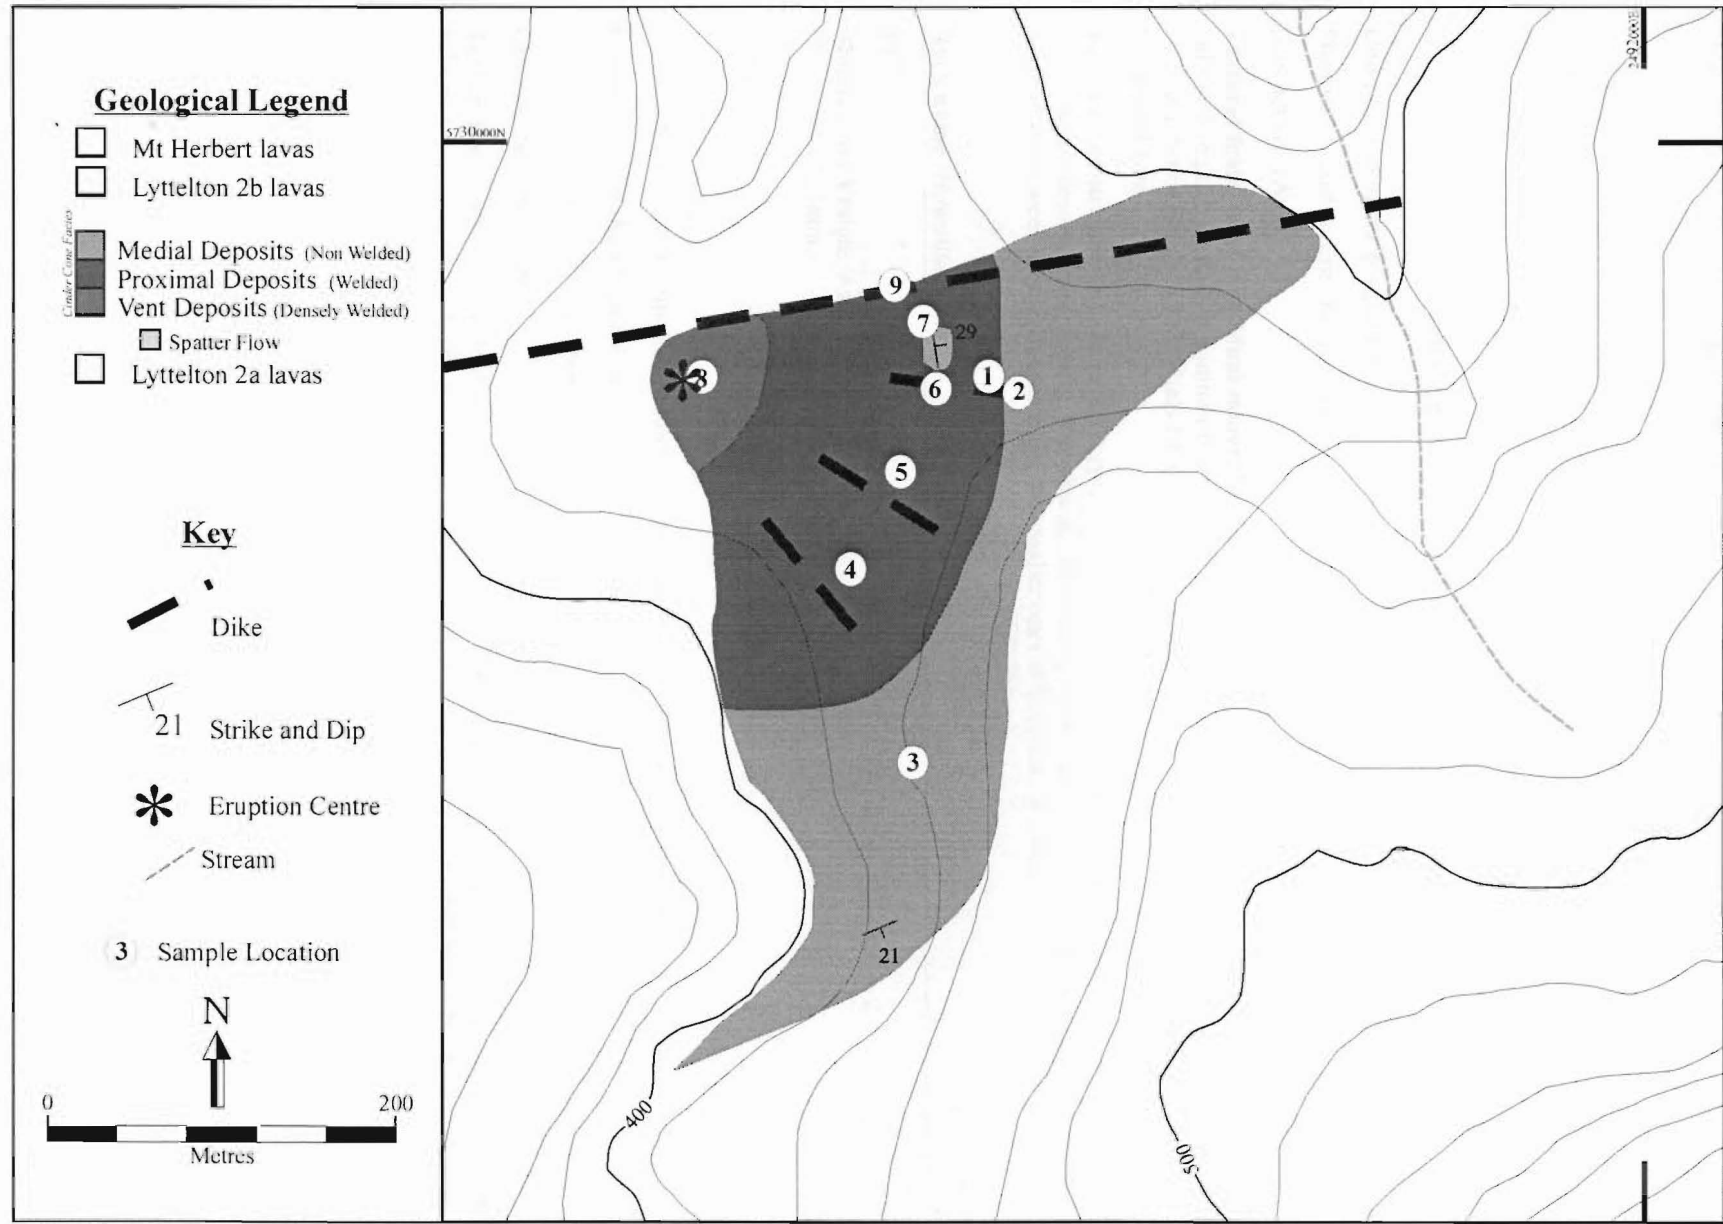 Geological Legend
Mt Herbert lavas
Lyttelton 2b lavas
Cinder Cone Facies
Medial Deposits (Non Welded)
Proximal Deposits (Welded)
Vent Deposits (Densely Welded)
Spatter Flow
Lyttelton 2a lavas
Key
Dike
21 Strike and Dip
Eruption Centre
Stream
3 Sample Location
N
0 200
Metres
2492000E
5730000N
9
7
29
8
1
6
2
5
4
3
21
400
500